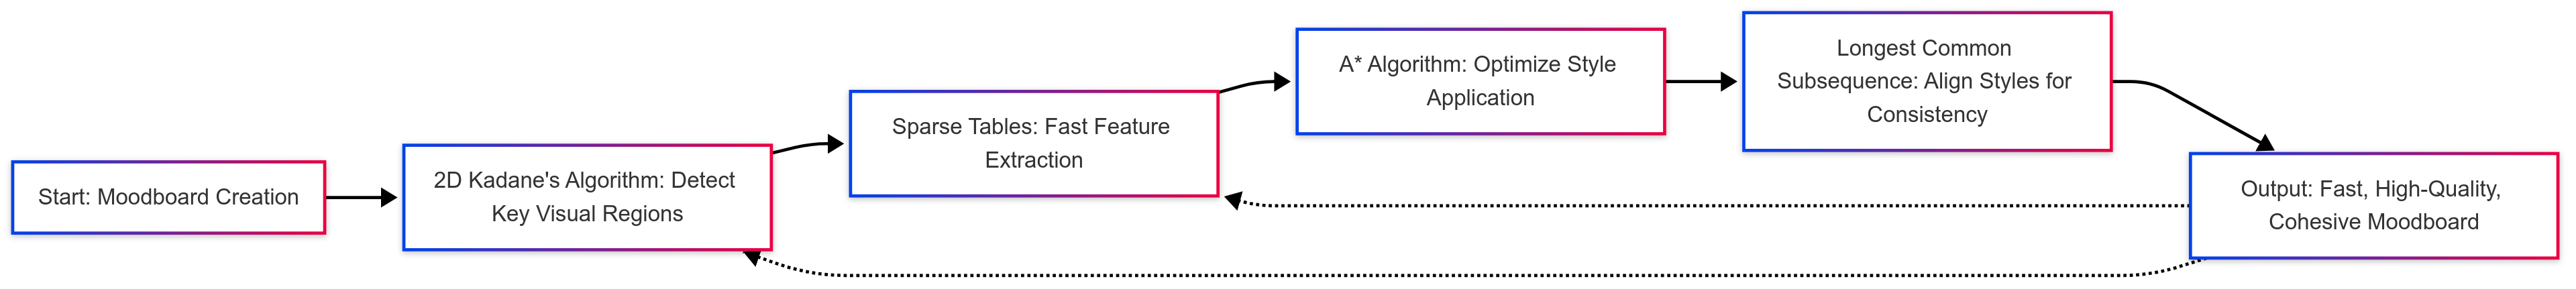 Start: Moodboard Creation
2D Kadane's Algorithm: Detect
Key Visual Regions
Sparse Tables: Fast Feature
Extraction
A* Algorithm: Optimize Style
Application
Longest Common
Subsequence: Align Styles for
Consistency
Output: Fast, High-Quality,
Cohesive Moodboard